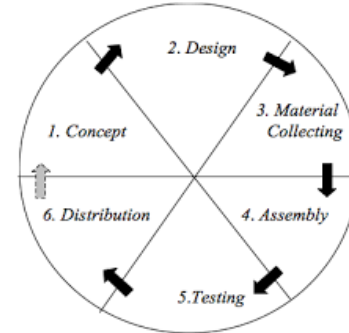 1. Concept
2. Design
3. Material
Collecting
4. Assembly
5.Testing
6. Distribution